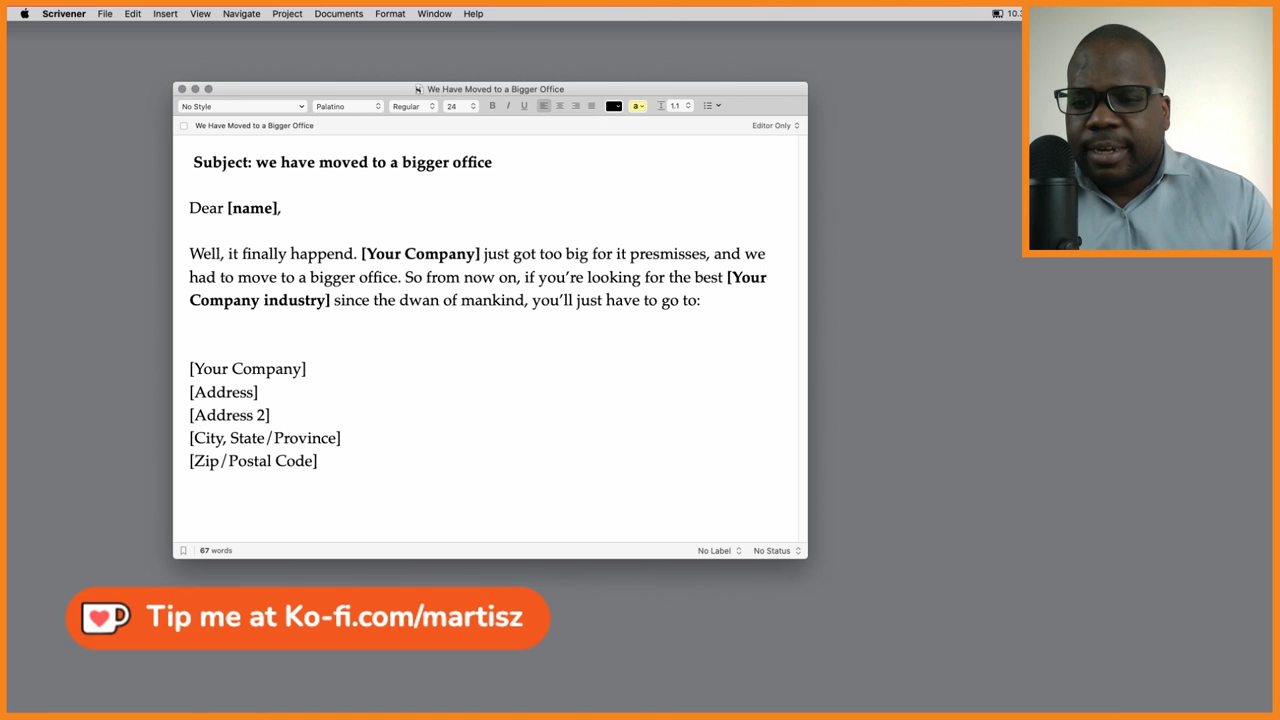 Scrivener File Edit Insert View Navigate Project Documents Format Window Help
We Have Moved to a Bigger Office
No Style Palatino Regular 24 B I U a 1.1
We Have Moved to a Bigger Office Editor Only
Subject: we have moved to a bigger office
Dear [name],
Well, it finally happend. [Your Company] just got too big for it presmisses, and we
had to move to a bigger office. So from now on, if you’re looking for the best [Your
Company industry] since the dwan of mankind, you’ll just have to go to:
[Your Company]
[Address]
[Address 2]
[City, State/Province]
[Zip/Postal Code]
67 words No Label No Status
Tip me at Ko-fi.com/martisz